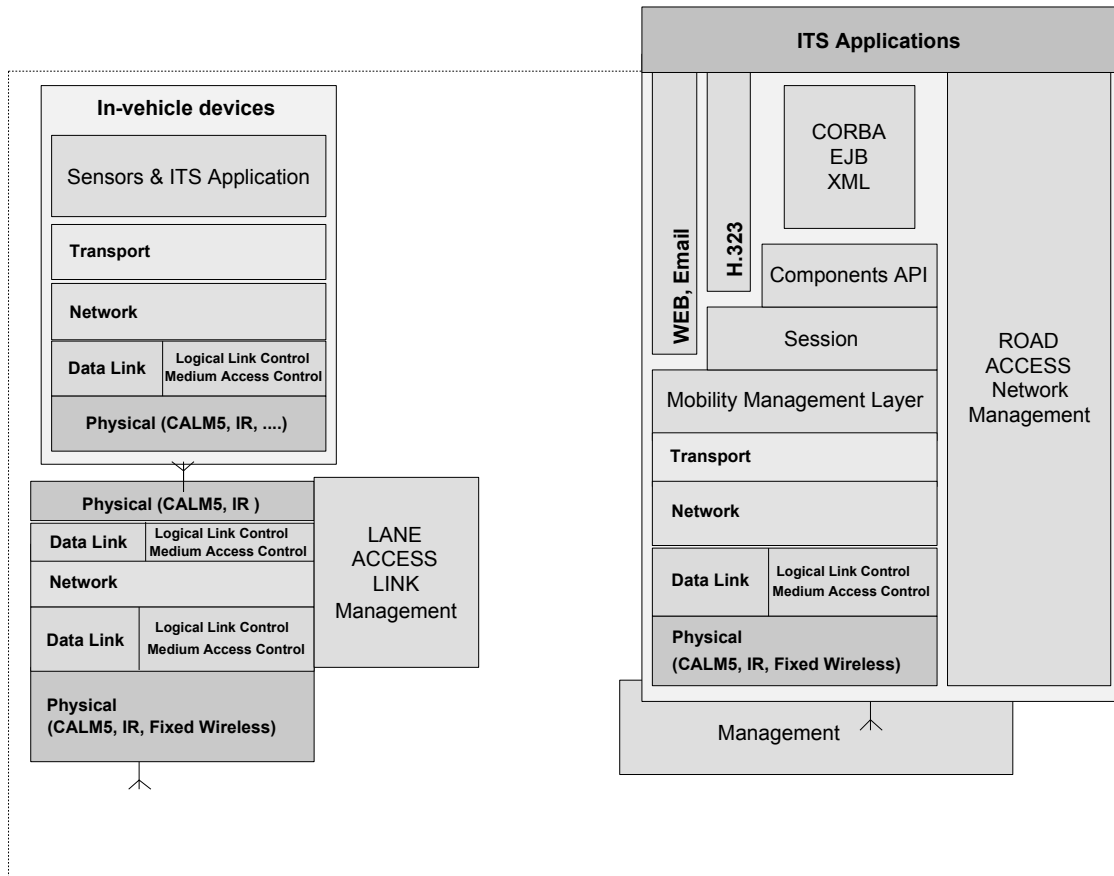 ITS Applications
In-vehicle devices
Sensors & ITS Application
Transport
Network
Data Link
Logical Link Control
Medium Access Control
Physical (CALM5, IR, ....)
Physical (CALM5, IR )
Data Link
Logical Link Control
Medium Access Control
Network
Data Link
Logical Link Control
Medium Access Control
Physical
(CALM5, IR, Fixed Wireless)
LANE
ACCESS
LINK
Management
WEB, Email
H.323
CORBA
EJB
XML
Components API
Session
Mobility Management Layer
Transport
Network
Data Link
Logical Link Control
Medium Access Control
Physical
(CALM5, IR, Fixed Wireless)
ROAD
ACCESS
Network
Management
Management